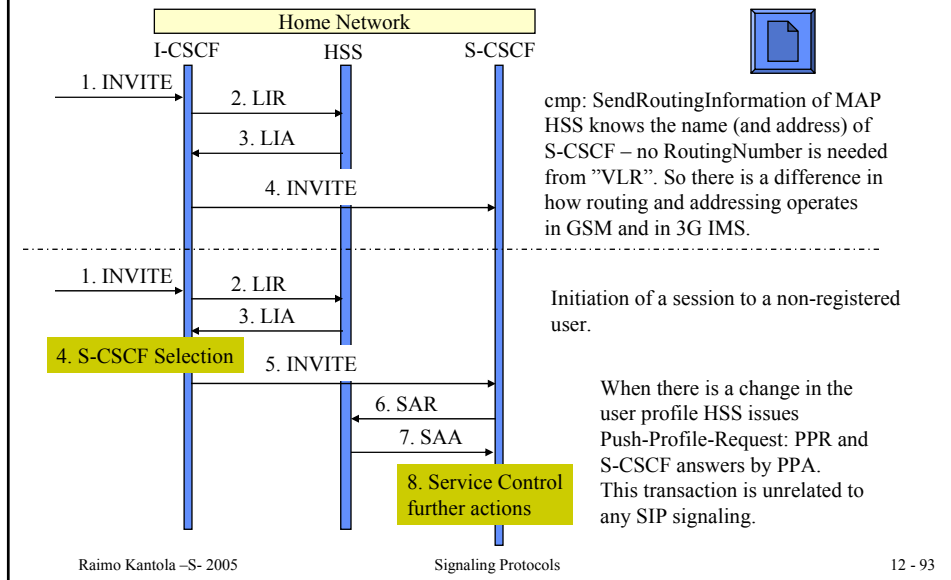 Home Network
I-CSCF
HSS
S-CSCF
1. INVITE
2. LIR
3. LIA
4. INVITE
cmp: SendRoutingInformation of MAP
HSS knows the name (and address) of
S-CSCF – no RoutingNumber is needed
from ”VLR”. So there is a difference in
how routing and addressing operates
in GSM and in 3G IMS.
1. INVITE
2. LIR
3. LIA
4. S-CSCF Selection
5. INVITE
6. SAR
7. SAA
8. Service Control
further actions
Initiation of a session to a non-registered
user.
When there is a change in the
user profile HSS issues
Push-Profile-Request: PPR and
S-CSCF answers by PPA.
This transaction is unrelated to
any SIP signaling.
Raimo Kantola –S- 2005
Signaling Protocols
12 - 93